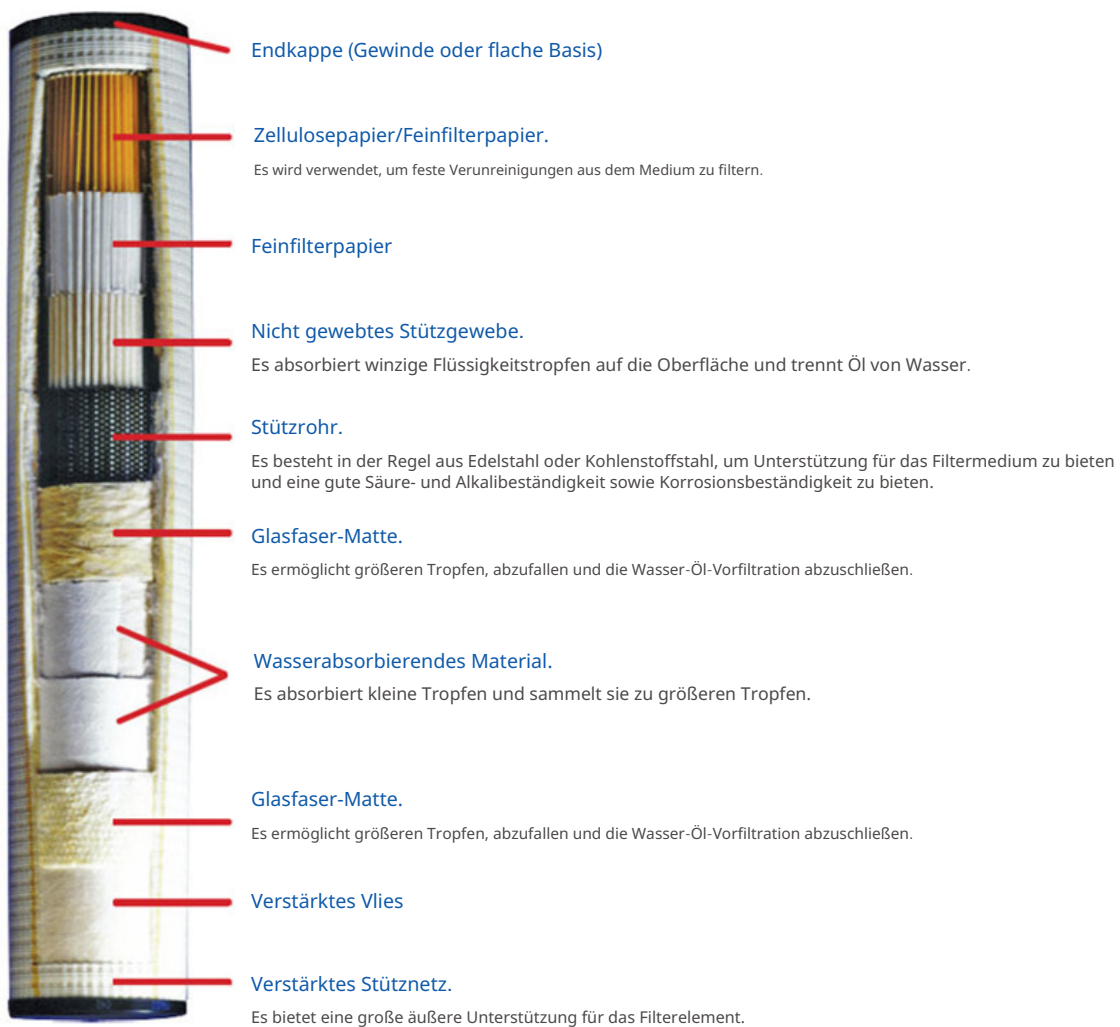 Endkappe (Gewinde oder flache Basis)
Zellulosepapier/Feinfilterpapier.
Es wird verwendet, um feste Verunreinigungen aus dem Medium zu filtern.
Feinfilterpapier
Nicht gewebtes Stützgewebe.
Es absorbiert winzige Flüssigkeitstropfen auf die Oberfläche und trennt Öl von Wasser.
Stützrohr.
Es besteht in der Regel aus Edelstahl oder Kohlenstoffstahl, um Unterstützung für das Filtermedium zu bieten
und eine gute Säure- und Alkalibeständigkeit sowie Korrosionsbeständigkeit zu bieten.
Glasfaser-Matte.
Es ermöglicht größeren Tropfen, abzufallen und die Wasser-Öl-Vorfiltration abzuschließen.
Wasserabsorbierendes Material.
Es absorbiert kleine Tropfen und sammelt sie zu größeren Tropfen.
Glasfaser-Matte.
Es ermöglicht größeren Tropfen, abzufallen und die Wasser-Öl-Vorfiltration abzuschließen.
Verstärktes Vlies
Verstärktes Stütznetz.
Es bietet eine große äußere Unterstützung für das Filterelement.